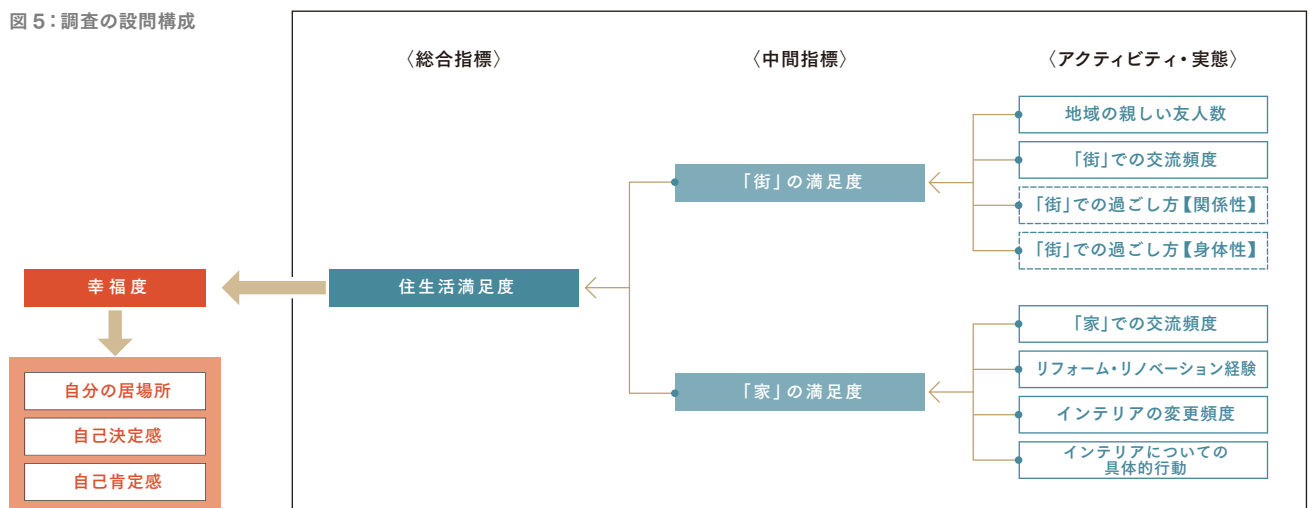 図5:調査の設問構成
〈総合指標〉
〈中間指標〉
〈アクティビティ・実態〉
地域の親しい友人数
「街」での交流頻度
「街」での過ごし方【関係性】
「街」での過ごし方【身体性】
「街」の満足度
幸福度
住生活満足度
「家」での交流頻度
リフォーム・リノベーション経験
インテリアの変更頻度
インテリアについての
具体的行動
「家」の満足度
自分の居場所
自己決定感
自己肯定感